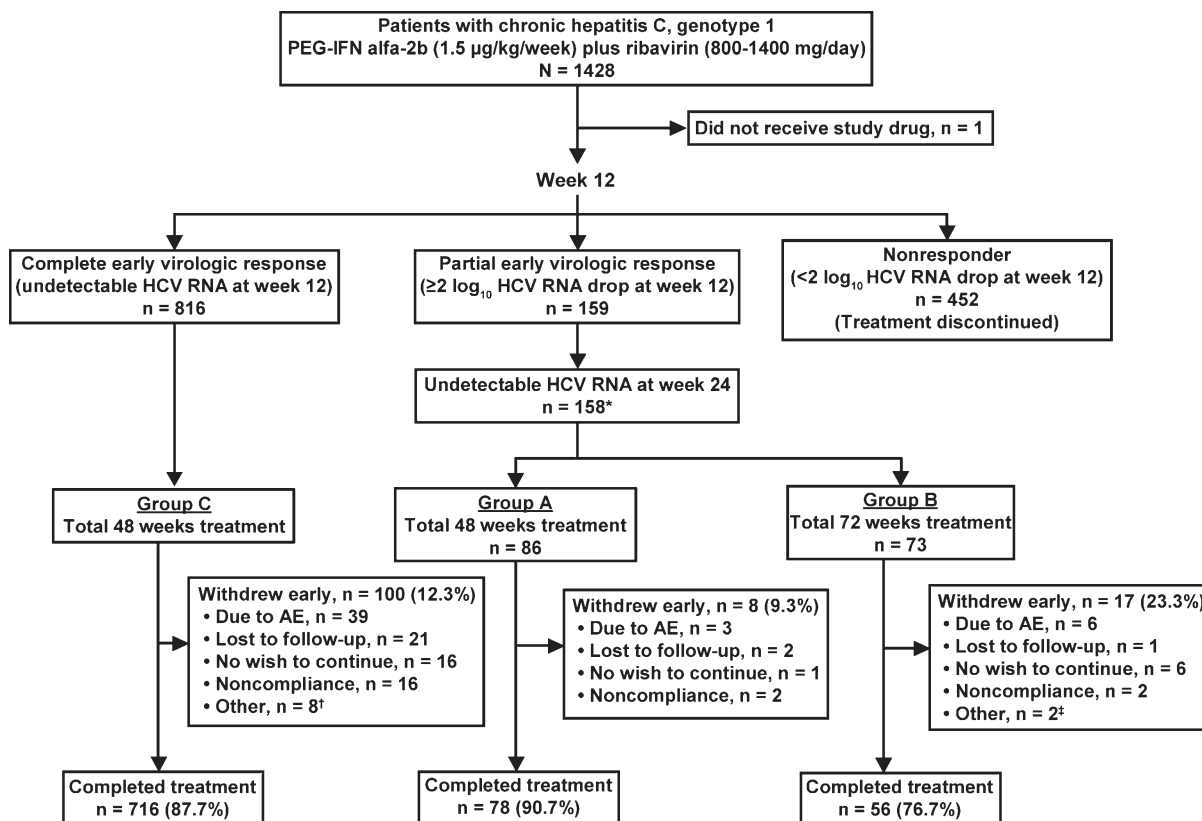 Patients with chronic hepatitis C, genotype 1
PEG-IFN alfa-2b (1.5 µg/kg/week) plus ribavirin (800-1400 mg/day)
N = 1428
Did not receive study drug, n = 1
Week 12
Complete early virologic response
(undetectable HCV RNA at week 12)
n = 816
Partial early virologic response
(≥2 log₁₀ HCV RNA drop at week 12)
n = 159
Nonresponder
(<2 log₁₀ HCV RNA drop at week 12)
n = 452
(Treatment discontinued)
Undetectable HCV RNA at week 24
n = 158*
Group C
Total 48 weeks treatment
Group A
Total 48 weeks treatment
n = 86
Group B
Total 72 weeks treatment
n = 73
Withdrew early, n = 100 (12.3%)
• Due to AE, n = 39
• Lost to follow-up, n = 21
• No wish to continue, n = 16
• Noncompliance, n = 16
• Other, n = 8†
Withdrew early, n = 8 (9.3%)
• Due to AE, n = 3
• Lost to follow-up, n = 2
• No wish to continue, n = 1
• Noncompliance, n = 2
Withdrew early, n = 17 (23.3%)
• Due to AE, n = 6
• Lost to follow-up, n = 1
• No wish to continue, n = 6
• Noncompliance, n = 2
• Other, n = 2‡
Completed treatment
n = 716 (87.7%)
Completed treatment
n = 78 (90.7%)
Completed treatment
n = 56 (76.7%)